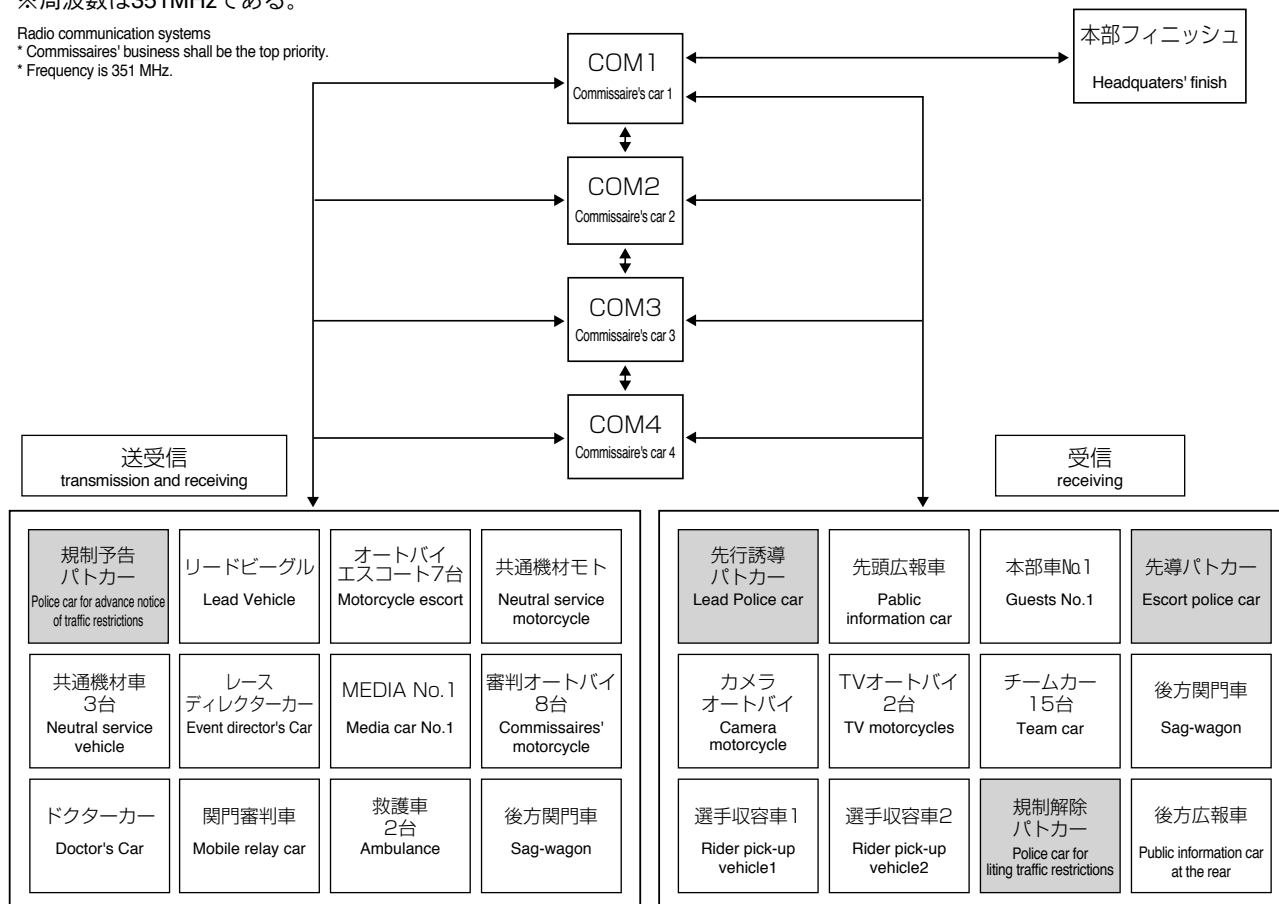 ※周波数は351MHzである。
Radio communication systems
* Commissaires' business shall be the top priority.
* Frequency is 351 MHz.
COM1
Commissaire's car 1
本部フィニッシュ
Headquaters' finish
COM2
Commissaire's car 2
COM3
Commissaire's car 3
COM4
Commissaire's car 4
送受信
transmission and receiving
受信
receiving
規制予告
パトカー
Police car for advance notice
of traffic restrictions
リードビーグル
Lead Vehicle
オートバイ
エスコート7台
Motorcycle escort
共通機材モト
Neutral service
motorcycle
共通機材車
3台
Neutral service
vehicle
レース
ディレクターカー
Event director's Car
MEDIA No.1
Media car No.1
審判オートバイ
8台
Commissaires'
motorcycle
ドクターカー
Doctor's Car
関門審判車
Mobile relay car
救護車
2台
Ambulance
後方関門車
Sag-wagon
先行誘導
パトカー
Lead Police car
先頭広報車
Pablic
information car
本部車№1
Guests No.1
先導パトカー
Escort police car
カメラ
オートバイ
Camera
motorcycle
TVオートバイ
2台
TV motorcycles
チームカー
15台
Team car
後方関門車
Sag-wagon
選手収容車1
Rider pick-up
vehicle1
選手収容車2
Rider pick-up
vehicle2
規制解除
パトカー
Police car for
liting traffic restrictions
後方広報車
Public information car
at the rear